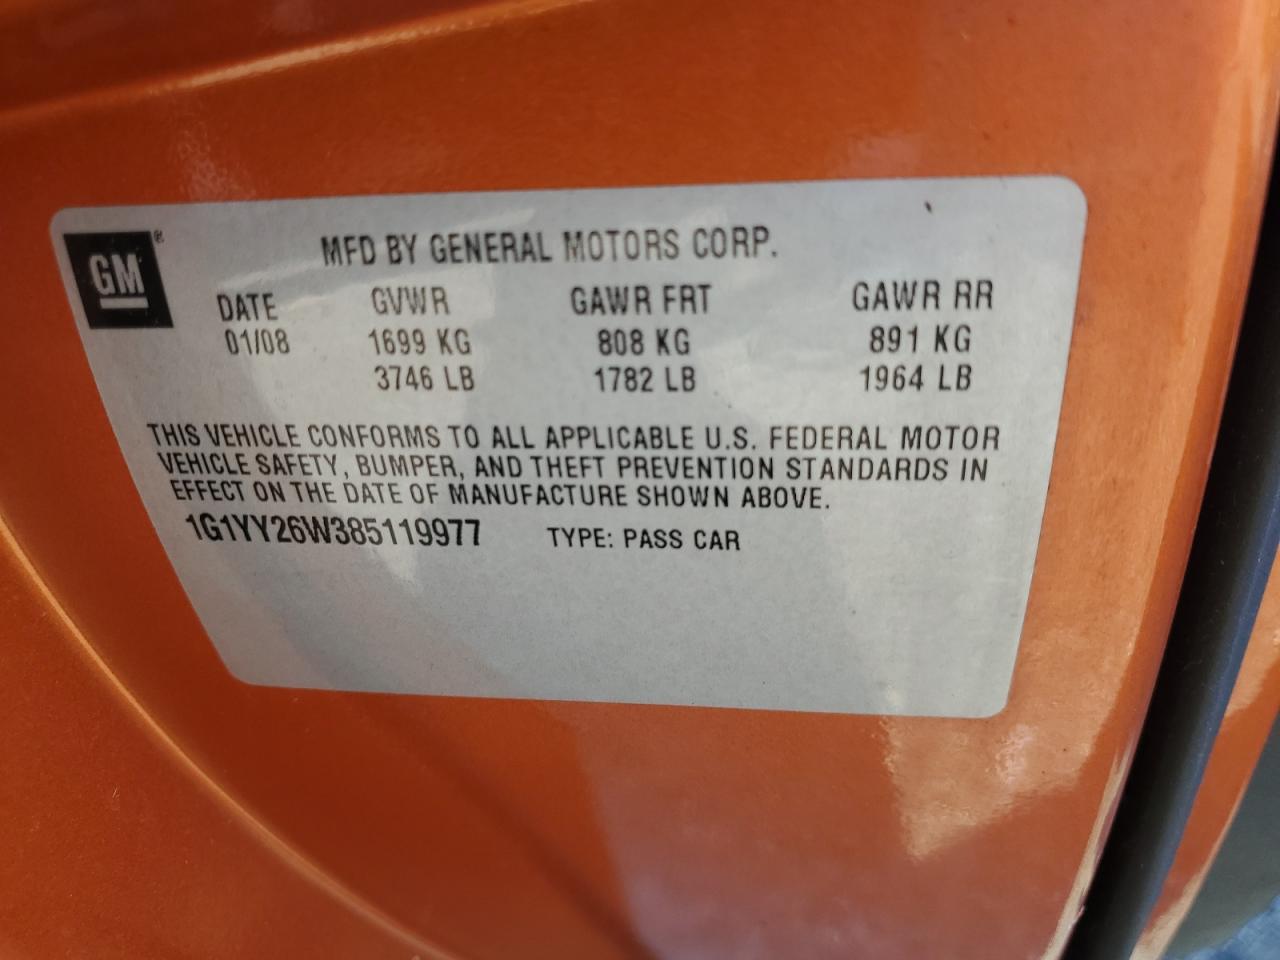 GM®
MFD BY GENERAL MOTORS CORP.
DATE GVWR GAWR FRT GAWR RR
01/08 1699 KG 808 KG 891 KG
3746 LB 1782 LB 1964 LB
THIS VEHICLE CONFORMS TO ALL APPLICABLE U.S. FEDERAL MOTOR
VEHICLE SAFETY, BUMPER, AND THEFT PREVENTION STANDARDS IN
EFFECT ON THE DATE OF MANUFACTURE SHOWN ABOVE.
1G1YY26W385119977 TYPE: PASS CAR